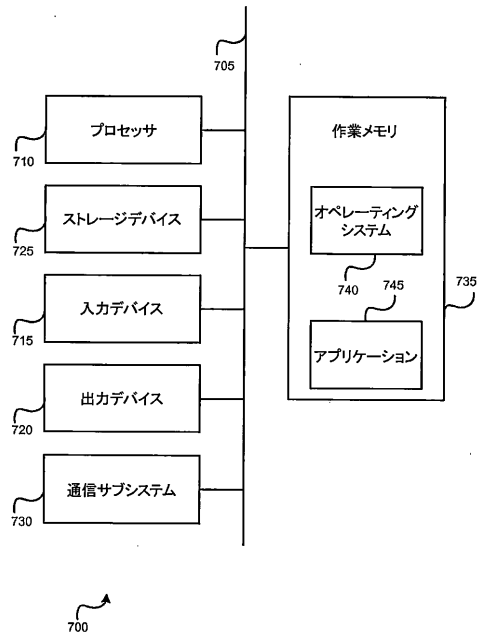 705
プロセッサ
710
ストレージデバイス
725
入力デバイス
715
出力デバイス
720
通信サブシステム
730
作業メモリ
オペレーティング
システム
740
745
735
アプリケーション
700